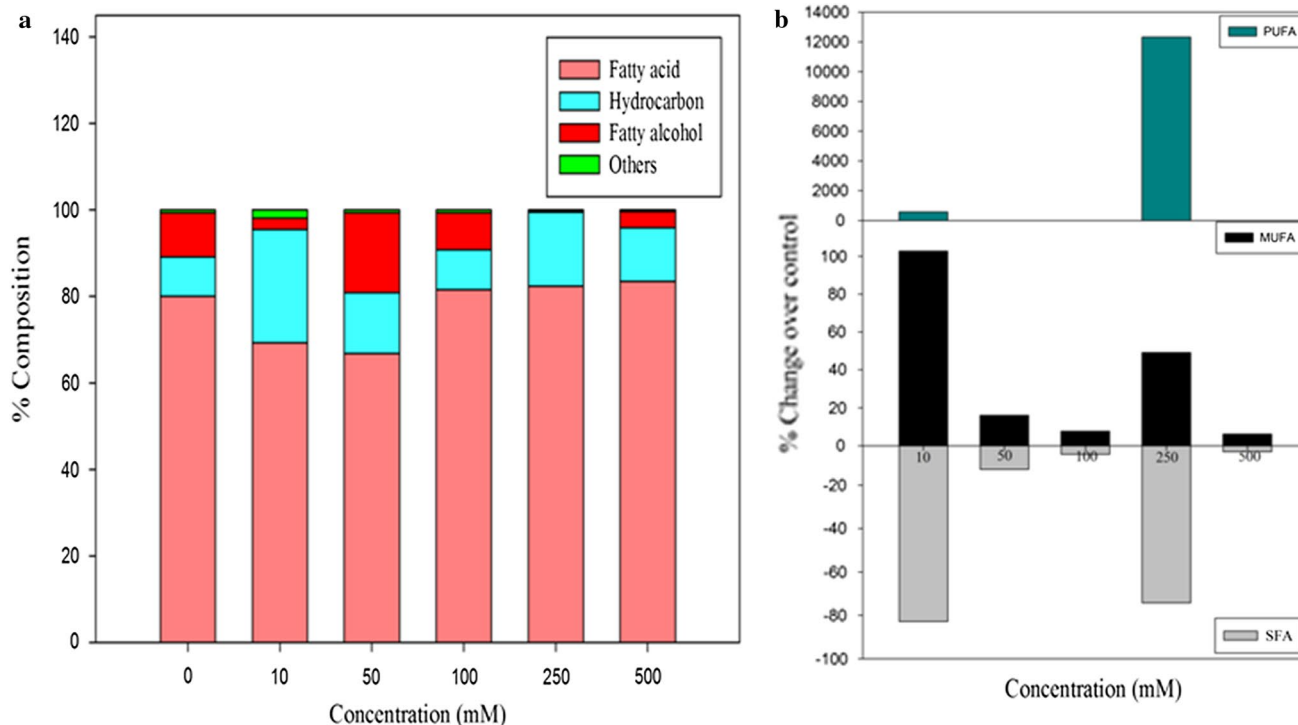 a
140
120
100
80
60
40
20
0
% Composition
Fatty acid
Hydrocarbon
Fatty alcohol
Others
0 10 50 100 250 500
Concentration (mM)
b
14000
12000
10000
8000
6000
4000
2000
0
PUFA
MUFA
100
80
60
40
20
0
-20
-40
-60
-80
-100
% Change over control
10 50 100 250 500
SFA
Concentration (mM)